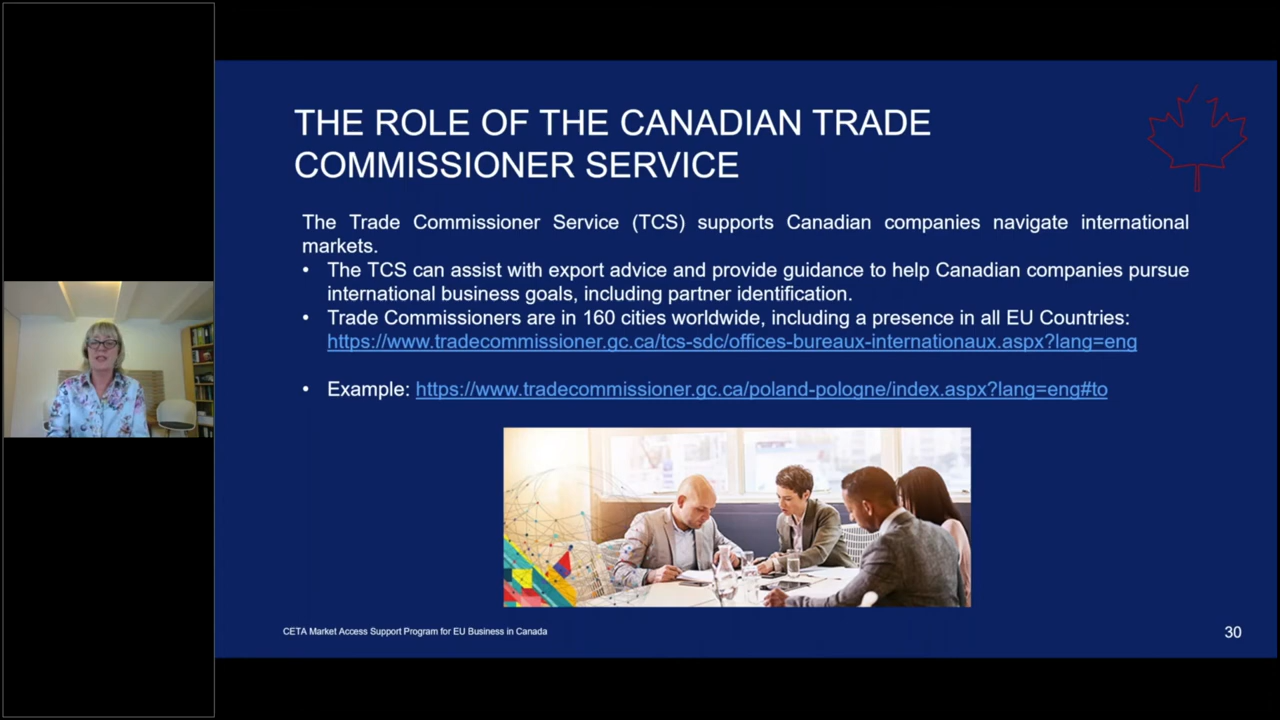 THE ROLE OF THE CANADIAN TRADE
COMMISSIONER SERVICE
The Trade Commissioner Service (TCS) supports Canadian companies navigate international
markets.
• The TCS can assist with export advice and provide guidance to help Canadian companies pursue
international business goals, including partner identification.
• Trade Commissioners are in 160 cities worldwide, including a presence in all EU Countries:
https://www.tradecommissioner.gc.ca/tcs-sdc/offices-bureaux-internationaux.aspx?lang=eng
• Example: https://www.tradecommissioner.gc.ca/poland-pologne/index.aspx?lang=eng#to
CETA Market Access Support Program for EU Business in Canada
30